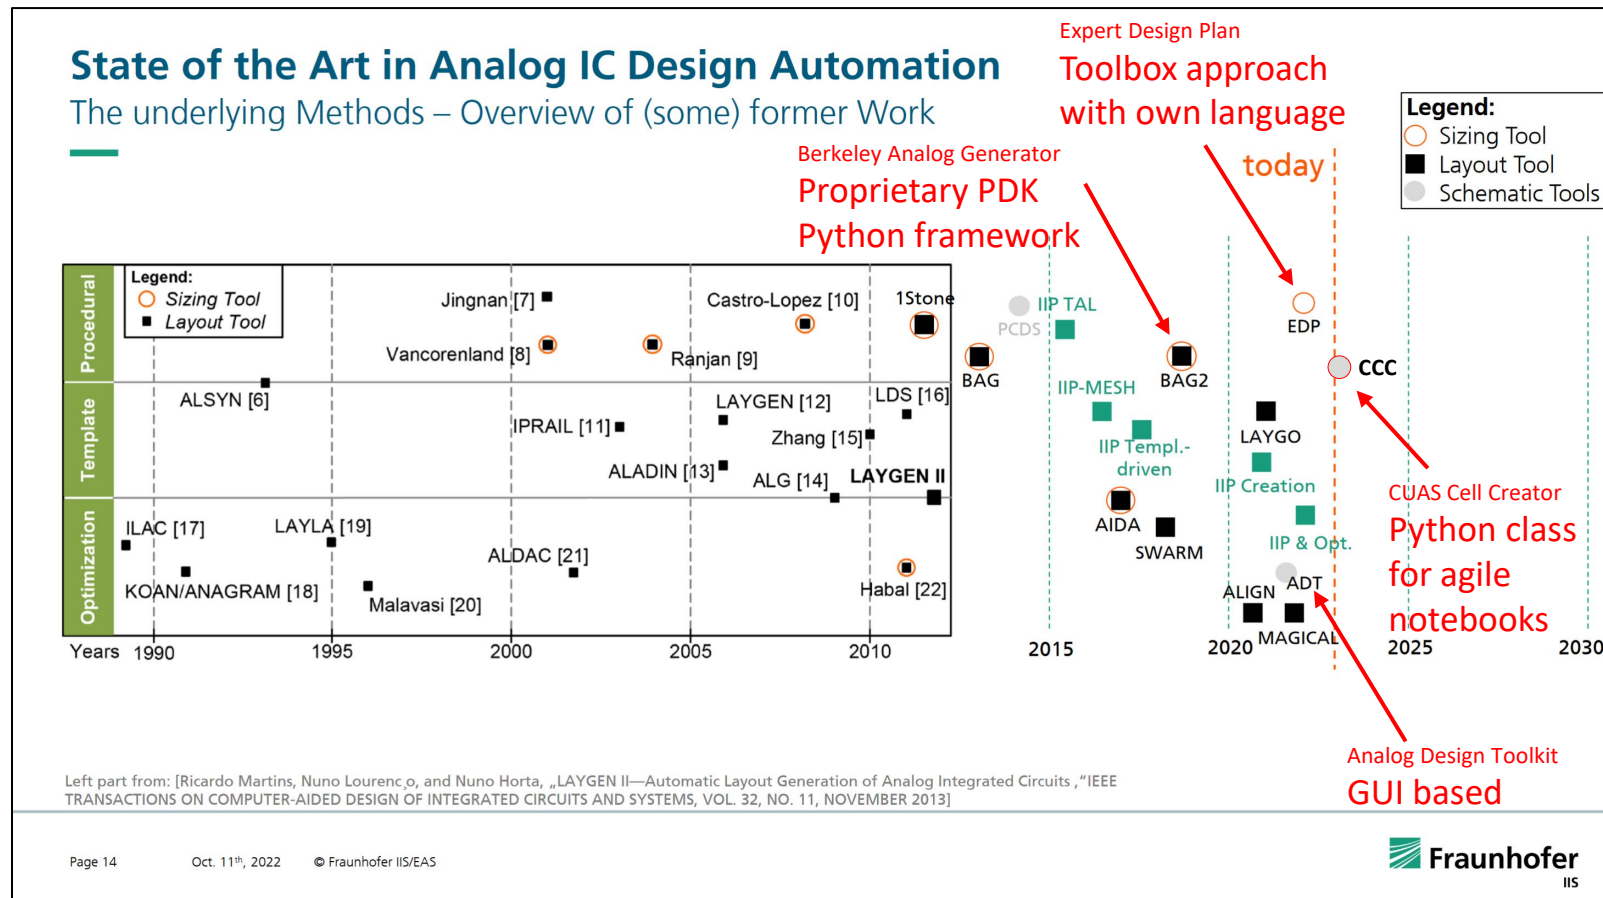 State of the Art in Analog IC Design Automation
The underlying Methods – Overview of (some) former Work
Expert Design Plan
Toolbox approach
with own language
Berkeley Analog Generator
Proprietary PDK
Python framework
today
Legend:
Sizing Tool
Layout Tool
Schematic Tools
Procedural
Template
Optimization
Legend:
Sizing Tool
Layout Tool
Jingnan [7]
Castro-Lopez [10]
1Stone
Vancorenland [8]
Ranjan [9]
PCDS
IIP TAL
EDP
BAG
BAG2
CCC
ALSYN [6]
LAYGEN [12]
LDS [16]
IPRAIL [11]
Zhang [15]
ALADIN [13]
ALG [14]
LAYGEN II
IIP-MESH
IIP Templ.-
driven
LAYGO
IIP Creation
AIDA
SWARM
IIP & Opt.
ILAC [17]
LAYLA [19]
ALDAC [21]
KOAN/ANAGRAM [18]
Malavasi [20]
Habal [22]
ALIGN
ADT
MAGICAL
CUAS Cell Creator
Python class
for agile
notebooks
Years 1990 1995 2000 2005 2010 2015 2020 2025 2030
Analog Design Toolkit
GUI based
Left part from: [Ricardo Martins, Nuno Lourenc¸o, and Nuno Horta, „LAYGEN II—Automatic Layout Generation of Analog Integrated Circuits ,“IEEE
TRANSACTIONS ON COMPUTER-AIDED DESIGN OF INTEGRATED CIRCUITS AND SYSTEMS, VOL. 32, NO. 11, NOVEMBER 2013]
Page 14 Oct. 11th, 2022 © Fraunhofer IIS/EAS
Fraunhofer
IIS